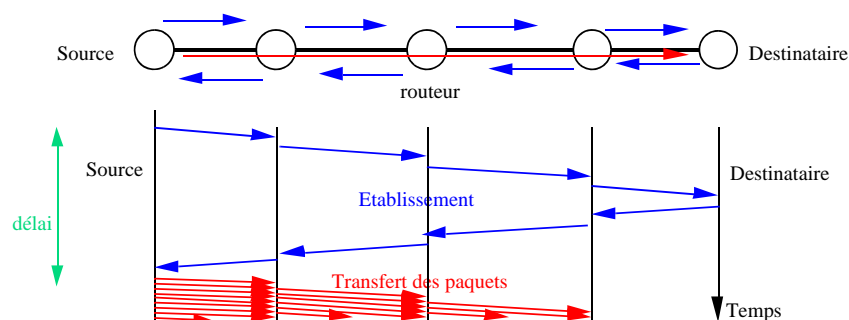 Source
Destinataire
routeur
Source
Destinataire
Etablissement
délai
Transfert des paquets
Temps